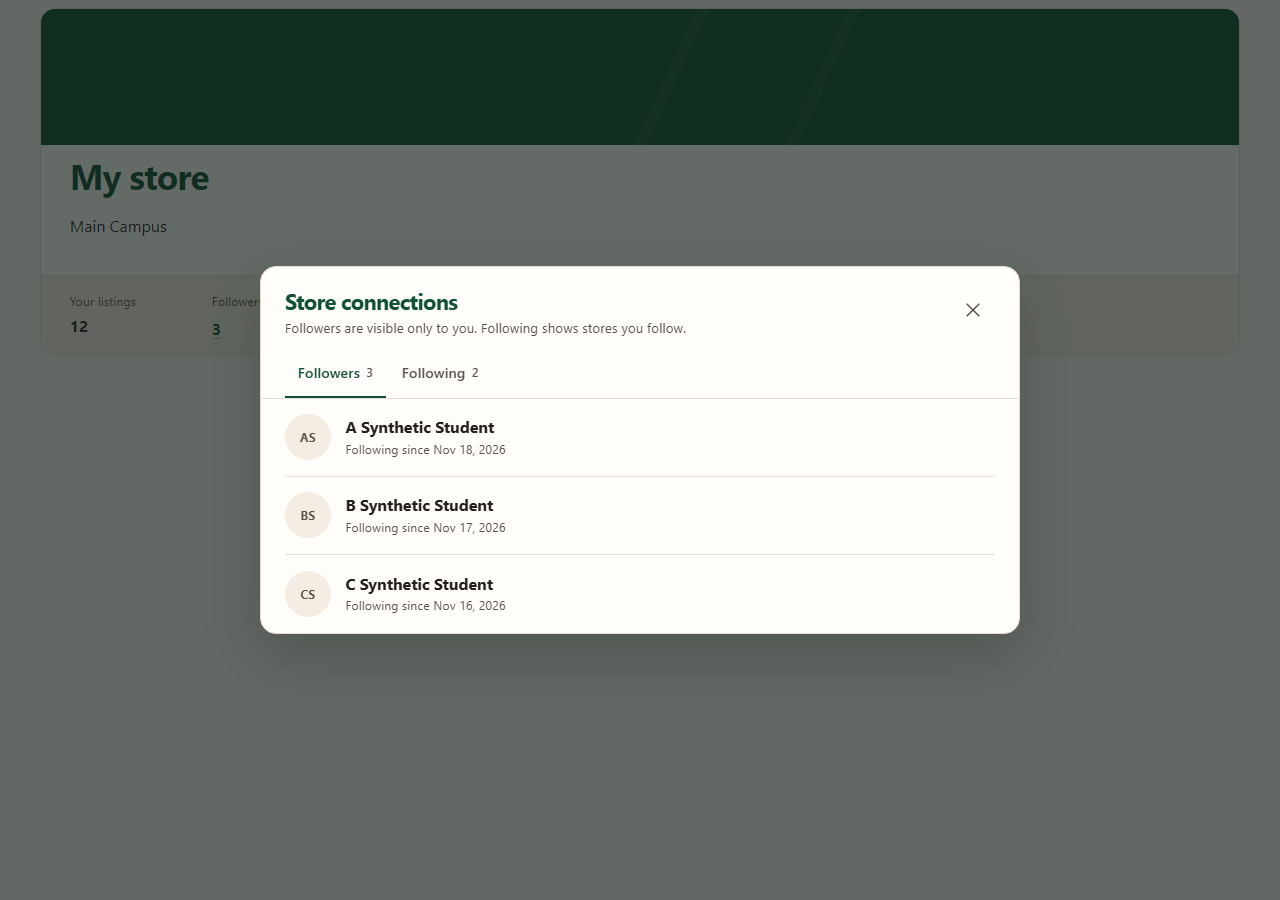 My store
Main Campus
Your listings
12
Followers
3
Store connections
Followers are visible only to you. Following shows stores you follow.
Followers 3
Following 2
AS
A Synthetic Student
Following since Nov 18, 2026
BS
B Synthetic Student
Following since Nov 17, 2026
CS
C Synthetic Student
Following since Nov 16, 2026